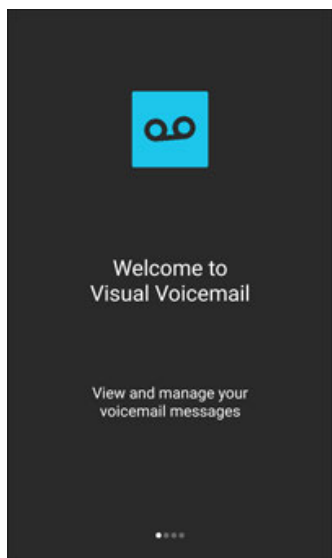 Welcome to
Visual Voicemail
View and manage your
voicemail messages